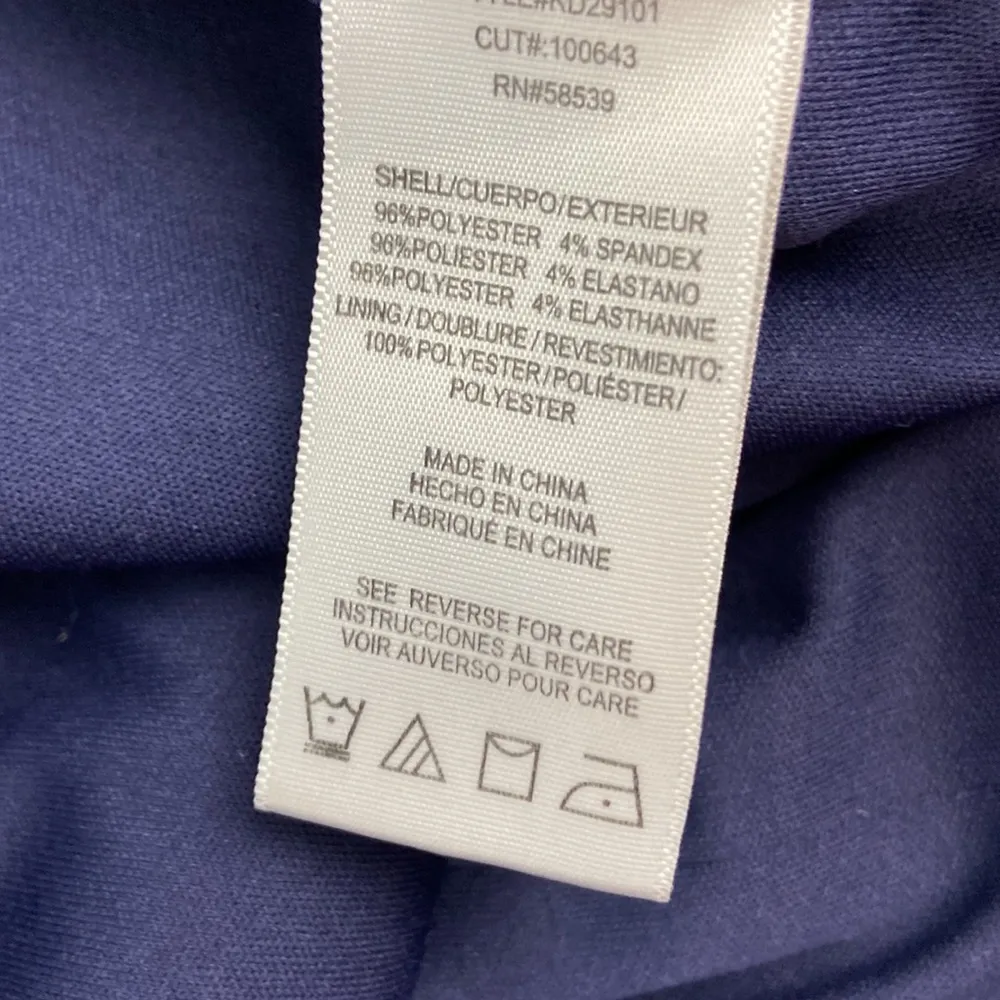 CUT#:100643
RN#58539
SHELL/CUERPO/EXTERIEUR
96%POLYESTER 4% SPANDEX
96%POLIESTER 4% ELASTANO
96%POLYESTER 4% ELASTHANNE
LINING/DOUBLURE/REVESTIMIENTO:
100%POLYESTER/POLIÉSTER/
POLYESTER
MADE IN CHINA
HECHO EN CHINA
FABRIQUÉ EN CHINE
SEE REVERSE FOR CARE
INSTRUCCIONES AL REVERSO
VOIR AUVERSO POUR CARE